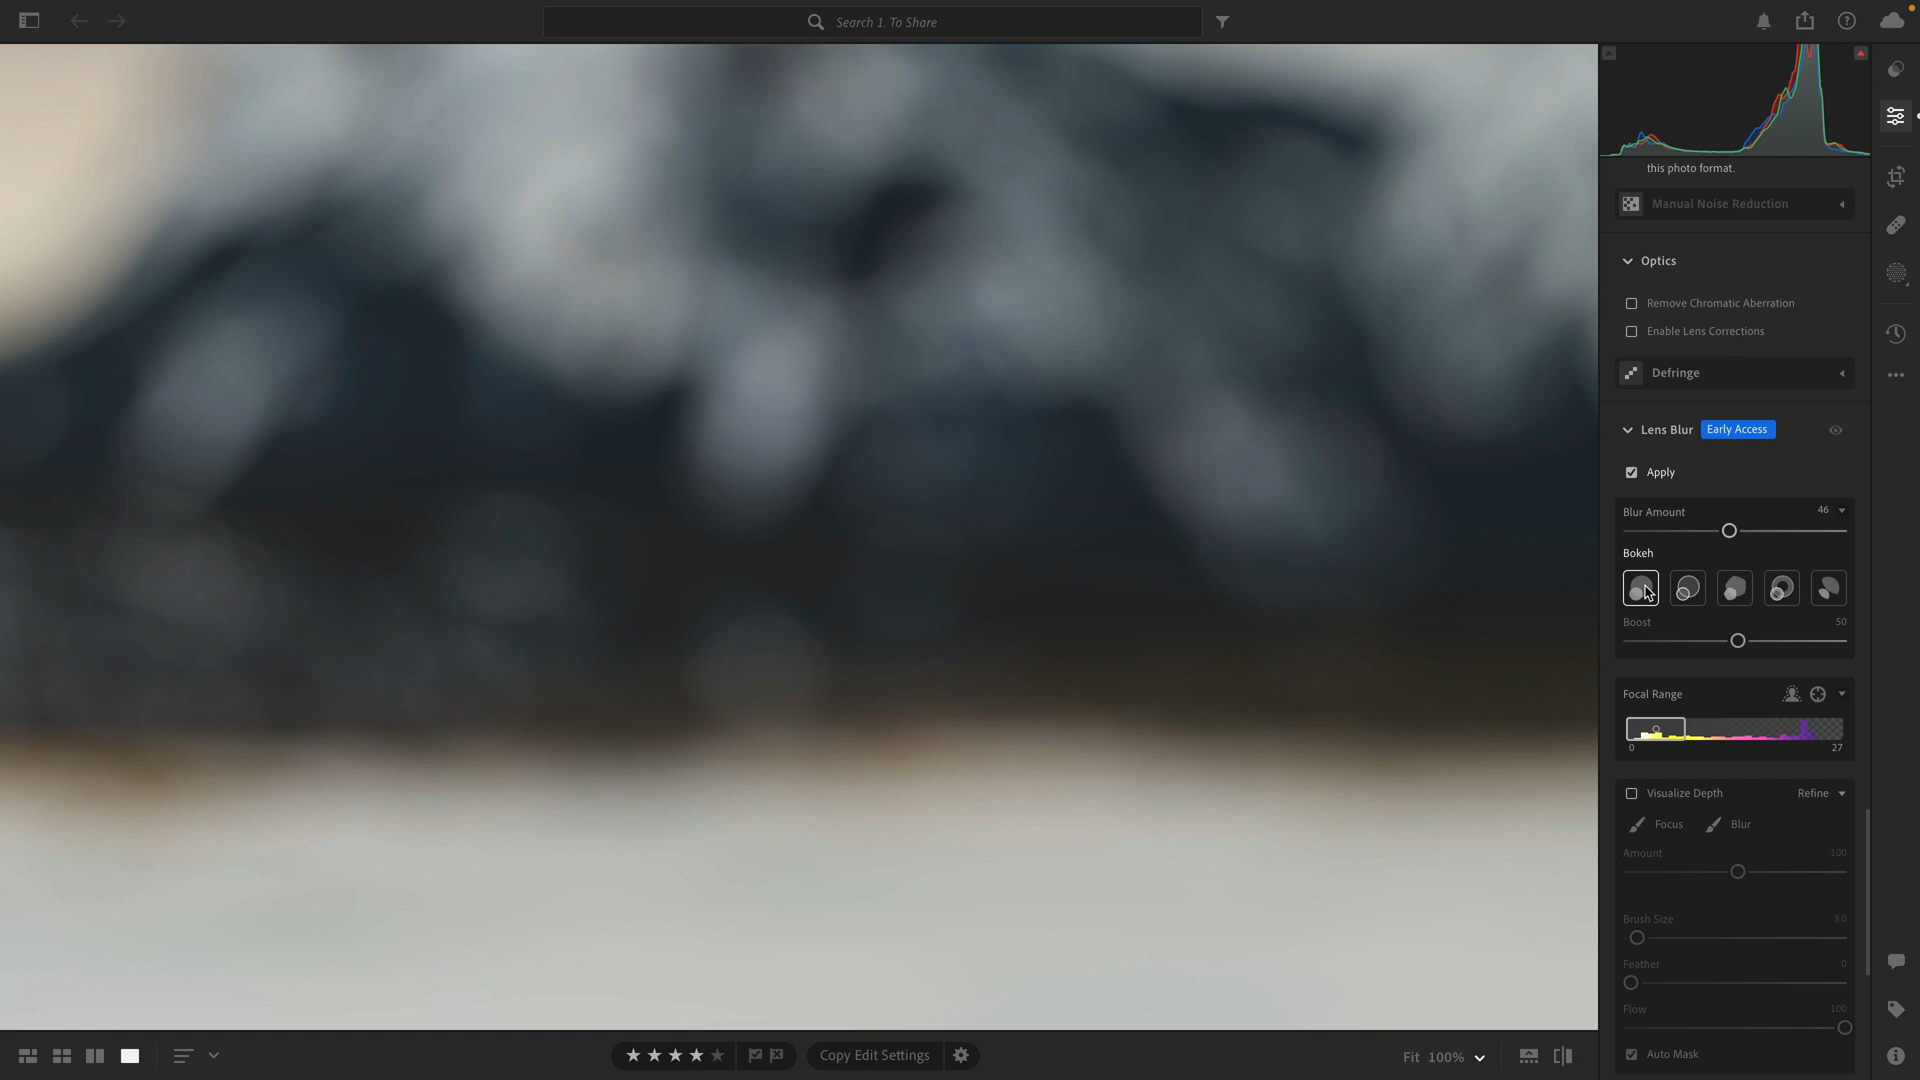 Search 1. To Share
this photo format.
Manual Noise Reduction
Optics
Remove Chromatic Aberration
Enable Lens Corrections
Defringe
Lens Blur Early Access
Apply
Blur Amount 46
Bokeh
Boost 50
Focal Range
0 27
Visualize Depth Refine
Focus Blur
Amount 100
Brush Size 3.0
Feather 0
Flow 100
Auto Mask
Copy Edit Settings
Fit 100%